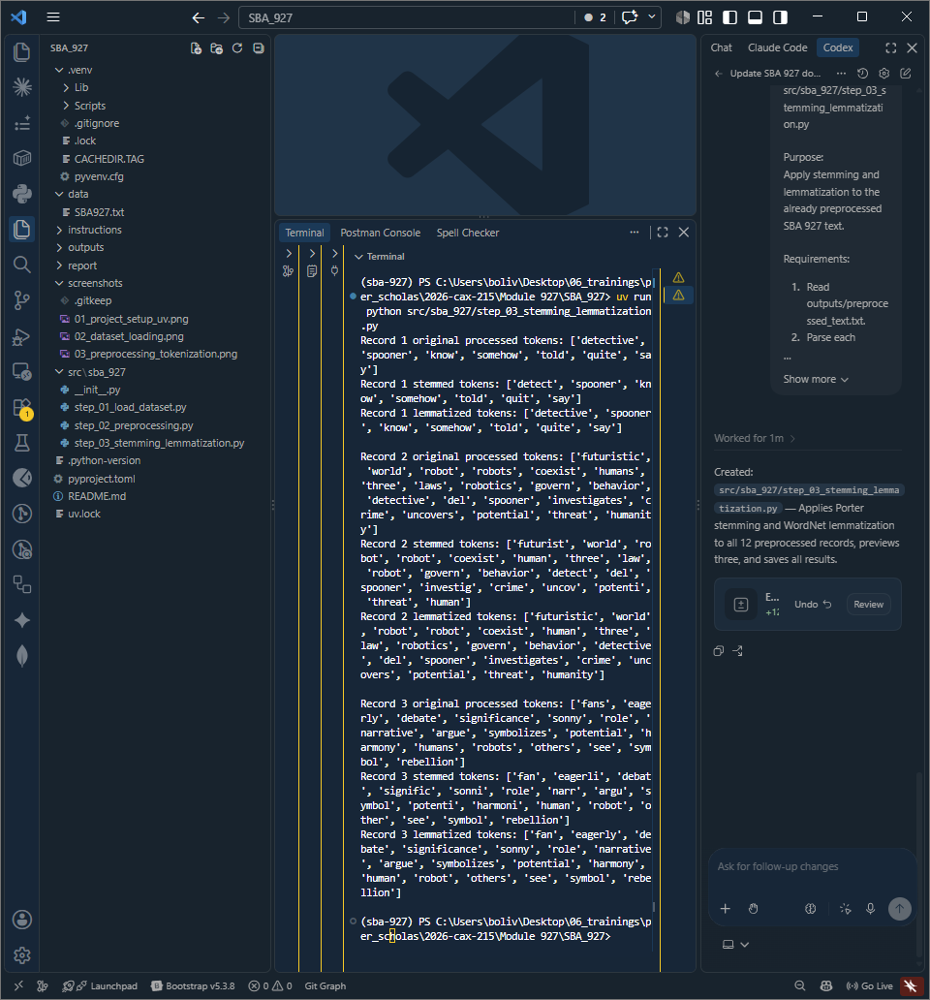 SBA_927
2
SBA_927
.venv
Lib
Scripts
.gitignore
.lock
CACHEDIR.TAG
pyvenv.cfg
data
SBA927.txt
instructions
outputs
report
screenshots
.gitkeep
01_project_setup_uv.png
02_dataset_loading.png
03_preprocessing_tokenization.png
src\sba_927
__init__.py
step_01_load_dataset.py
step_02_preprocessing.py
step_03_stemming_lemmatization.py
.python-version
pyproject.toml
README.md
uv.lock
1
Terminal Postman Console Spell Checker
Terminal
(sba-927) PS C:\Users\boliv\Desktop\06_trainings\p
er_scholas\2026-cax-215\Module 927\SBA_927> uv run
 python src/sba_927/step_03_stemming_lemmatization
.py
Record 1 original processed tokens: ['detective',
'spooner', 'know', 'somehow', 'told', 'quite', 'sa
y']
Record 1 stemmed tokens: ['detect', 'spooner', 'kn
ow', 'somehow', 'told', 'quit', 'say']
Record 1 lemmatized tokens: ['detective', 'spooner
', 'know', 'somehow', 'told', 'quite', 'say']
Record 2 original processed tokens: ['futuristic',
 'world', 'robot', 'robots', 'coexist', 'humans',
'three', 'laws', 'robotics', 'govern', 'behavior',
 'detective', 'del', 'spooner', 'investigates', 'c
rime', 'uncovers', 'potential', 'threat', 'humanit
y']
Record 2 stemmed tokens: ['futurist', 'world', 'ro
bot', 'robot', 'coexist', 'human', 'three', 'law',
 'robot', 'govern', 'behavior', 'detect', 'del', '
spooner', 'investig', 'crime', 'uncov', 'potenti',
 'threat', 'human']
Record 2 lemmatized tokens: ['futuristic', 'world'
, 'robot', 'robot', 'coexist', 'human', 'three', '
law', 'robotics', 'govern', 'behavior', 'detective
', 'del', 'spooner', 'investigates', 'crime', 'unc
overs', 'potential', 'threat', 'humanity']
Record 3 original processed tokens: ['fans', 'eage
rly', 'debate', 'significance', 'sonny', 'role', '
narrative', 'argue', 'symbolizes', 'potential', 'h
armony', 'humans', 'robots', 'others', 'see', 'sym
bol', 'rebellion']
Record 3 stemmed tokens: ['fan', 'eagerli', 'debat
', 'signific', 'sonni', 'role', 'narr', 'argu', 's
ymbol', 'potenti', 'harmoni', 'human', 'robot', 'o
ther', 'see', 'symbol', 'rebellion']
Record 3 lemmatized tokens: ['fan', 'eagerly', 'de
bate', 'significance', 'sonny', 'role', 'narrative
', 'argue', 'symbolizes', 'potential', 'harmony',
'human', 'robot', 'others', 'see', 'symbol', 'rebe
llion']
(sba-927) PS C:\Users\boliv\Desktop\06_trainings\p
er_scholas\2026-cax-215\Module 927\SBA_927>
Chat Claude Code Codex
Update SBA 927 do...
src/sba_927/step_03_s
temming_lemmatizati
on.py
Purpose:
Apply stemming and
lemmatization to the
already preprocessed
SBA 927 text.
Requirements:
1. Read
outputs/preproce
ssed_text.txt.
2. Parse each
...
Show more
Worked for 1m
Created:
src/sba_927/step_03_stemming_lemma
tization.py — Applies Porter
stemming and WordNet lemmatization
to all 12 preprocessed records, previews
three, and saves all results.
E...
+12
Undo
Review
Ask for follow-up changes
Launchpad Bootstrap v5.3.8 0 0 Git Graph Go Live